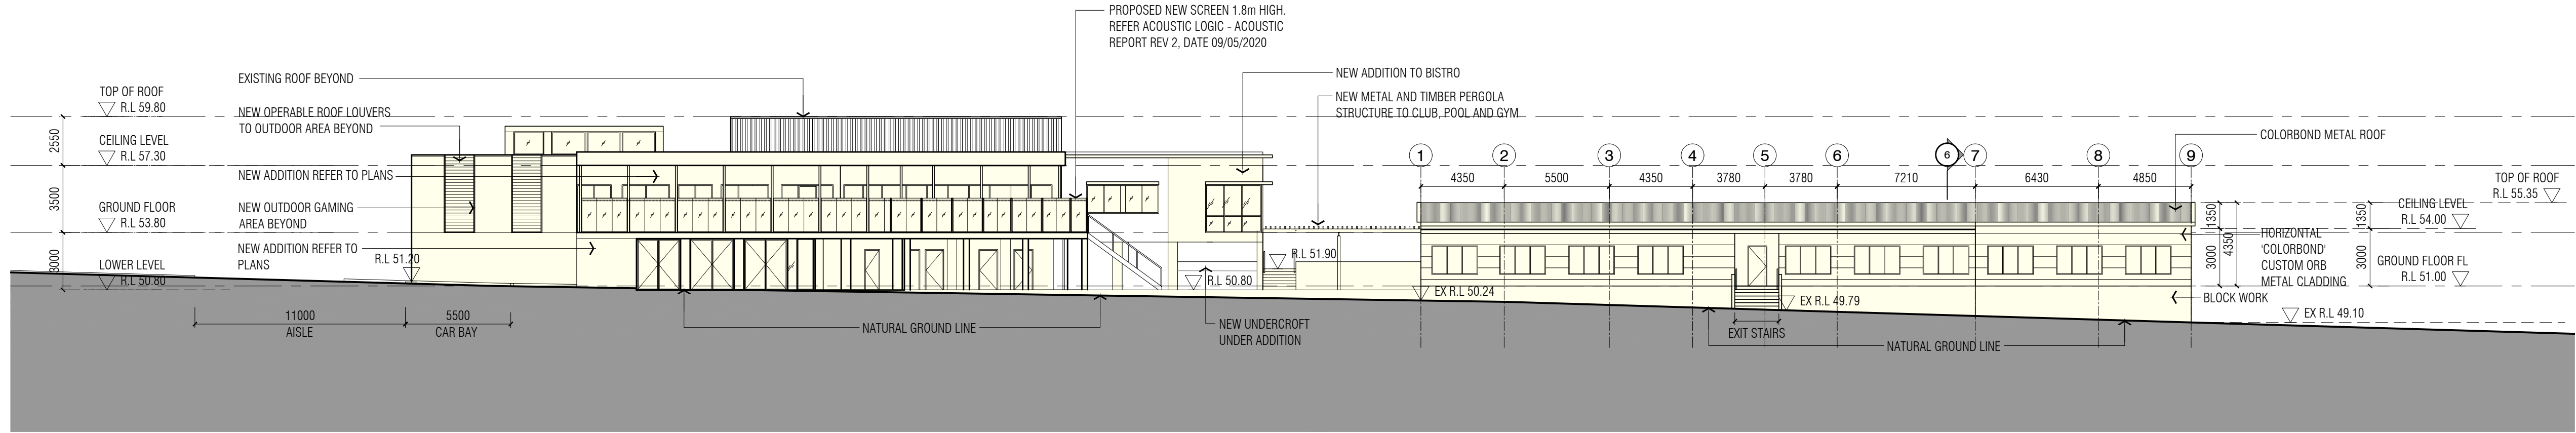 PROPOSED NEW SCREEN 1.8m HIGH.
REFER ACOUSTIC LOGIC - ACOUSTIC
REPORT REV 2, DATE 09/05/2020
EXISTING ROOF BEYOND
NEW ADDITION TO BISTRO
TOP OF ROOF
R.L 59.80
NEW OPERABLE ROOF LOUVERS
TO OUTDOOR AREA BEYOND
NEW METAL AND TIMBER PERGOLA
STRUCTURE TO CLUB, POOL AND GYM
COLORBOND METAL ROOF
2550
CEILING LEVEL
R.L 57.30
1
2
3
4
5
6
6
7
8
9
NEW ADDITION REFER TO PLANS
4350
5500
4350
3780
3780
7210
6430
4850
TOP OF ROOF
R.L 55.35
3500
GROUND FLOOR
R.L 53.80
NEW OUTDOOR GAMING
AREA BEYOND
1350
4350
1350
CEILING LEVEL
R.L 54.00
NEW ADDITION REFER TO
PLANS
HORIZONTAL
'COLORBOND'
CUSTOM ORB
METAL CLADDING
3000
LOWER LEVEL
R.L 50.80
R.L 51.20
R.L 51.90
R.L 50.80
3000
3000
GROUND FLOOR FL
R.L 51.00
EX R.L 50.24
EX R.L 49.79
BLOCK WORK
EX R.L 49.10
11000
AISLE
5500
CAR BAY
NATURAL GROUND LINE
NEW UNDERCROFT
UNDER ADDITION
EXIT STAIRS
NATURAL GROUND LINE